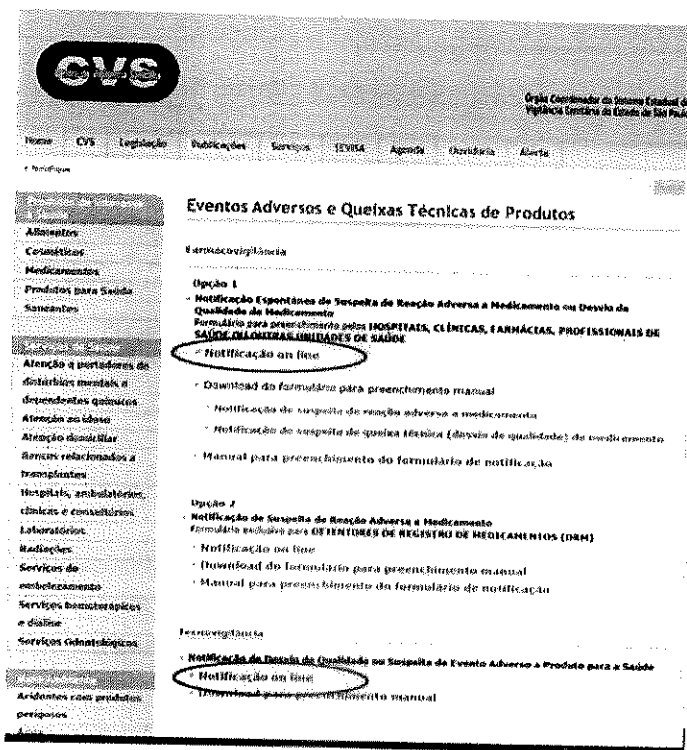 CVS
Órgão Coordenador do Sistema Estadual de
Vigilância Sanitária do Estado de São Paulo
Home CVS Legislação Publicações Serviços SEVISA Agenda Ouvidoria Alerta
Eventos Adversos e Queixas Técnicas de Produtos
Alimentos
Cosméticos
Medicamentos
Produtos para Saúde
Saneantes
Atenção a portadores de
distúrbios mentais e
dependentes químicos
Atenção ao idoso
Atenção domiciliar
Bancos relacionados a
transplantes
Hospitais, ambulatórios,
clínicas e consultórios
Laboratórios
Radiações
Serviços de
embelezamento
Serviços hemoterápicos
e diálise
Serviços Odontológicos
Acidentes com produtos
perigosos
Água
Farmacovigilância
Opção 1
Notificação Espontânea de Suspeita de Reação Adversa a Medicamento ou Desvio da
Qualidade de Medicamento
Formulário para preenchimento pelos HOSPITAIS, CLÍNICAS, FARMÁCIAS, PROFISSIONAIS DE
SAÚDE OU OUTRAS UNIDADES DE SAÚDE
Notificação on line
Download do formulário para preenchimento manual
Notificação de suspeita de reação adversa a medicamento
Notificação de suspeita de queixa técnica (desvio de qualidade) de medicamento
Manual para preenchimento do formulário de notificação
Opção 2
Notificação de Suspeita de Reação Adversa a Medicamento
Formulário exclusivo para DETENTORES DE REGISTRO DE MEDICAMENTOS (DRM)
Notificação on line
Download do formulário para preenchimento manual
Manual para preenchimento do formulário de notificação
Tecnovigilância
Notificação de Desvio de Qualidade ou Suspeita de Evento Adverso a Produto para a Saúde
Notificação on line
Download para preenchimento manual